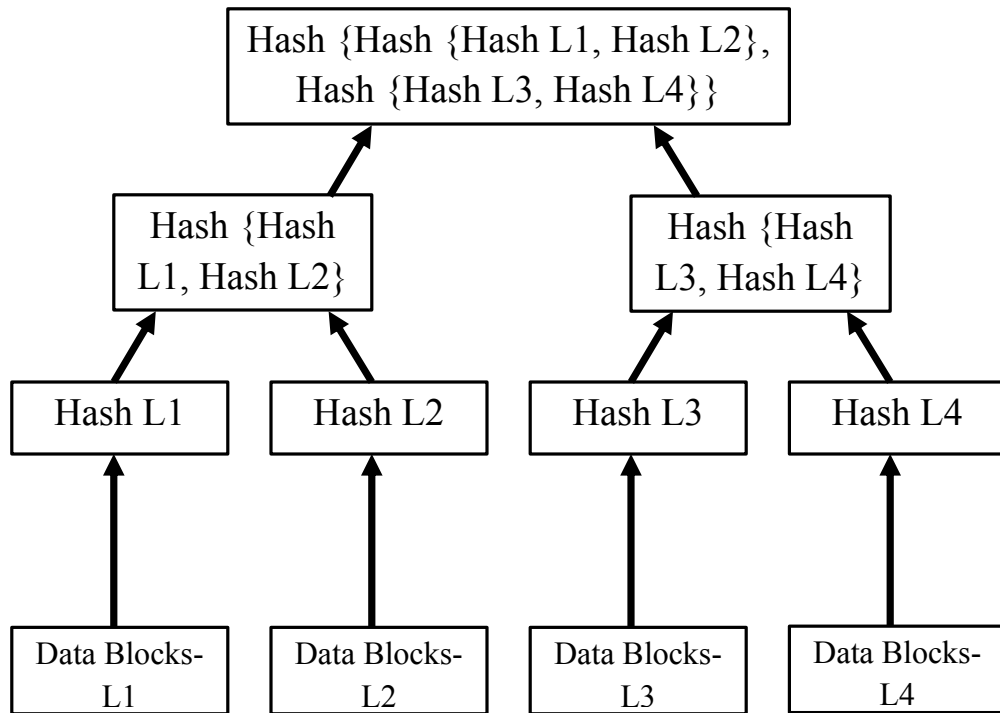 Hash {Hash {Hash L1, Hash L2},
Hash {Hash L3, Hash L4}}
Hash {Hash
L1, Hash L2}
Hash {Hash
L3, Hash L4}
Hash L1
Hash L2
Hash L3
Hash L4
Data Blocks-
L1
Data Blocks-
L2
Data Blocks-
L3
Data Blocks-
L4